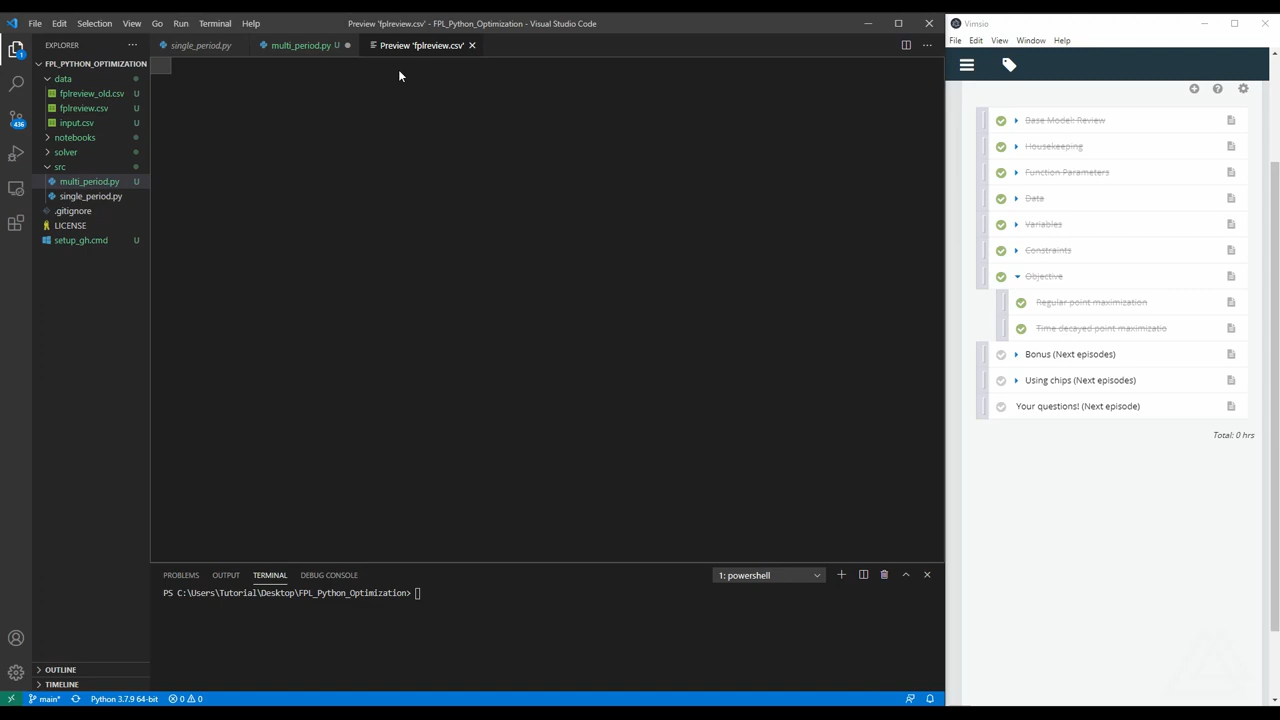 File Edit Selection View Go Run Terminal Help
Preview 'fplreview.csv' - FPL_Python_Optimization - Visual Studio Code
EXPLORER
single_period.py
multi_period.py U
Preview 'fplreview.csv'
FPL_PYTHON_OPTIMIZATION
data
fplreview_old.csv U
fplreview.csv U
input.csv U
notebooks
solver
src
multi_period.py U
single_period.py
.gitignore
LICENSE
setup_gh.cmd U
1
436
PROBLEMS OUTPUT TERMINAL DEBUG CONSOLE
1: powershell
PS C:\Users\Tutorial\Desktop\FPL_Python_Optimization>
OUTLINE
TIMELINE
main* Python 3.7.9 64-bit 0 0
Vimsio
File Edit View Window Help
Base Model: Review
Housekeeping
Function Parameters
Data
Variables
Constraints
Objective
Regular point maximization
Time decayed point maximizatio
Bonus (Next episodes)
Using chips (Next episodes)
Your questions! (Next episode)
Total: 0 hrs